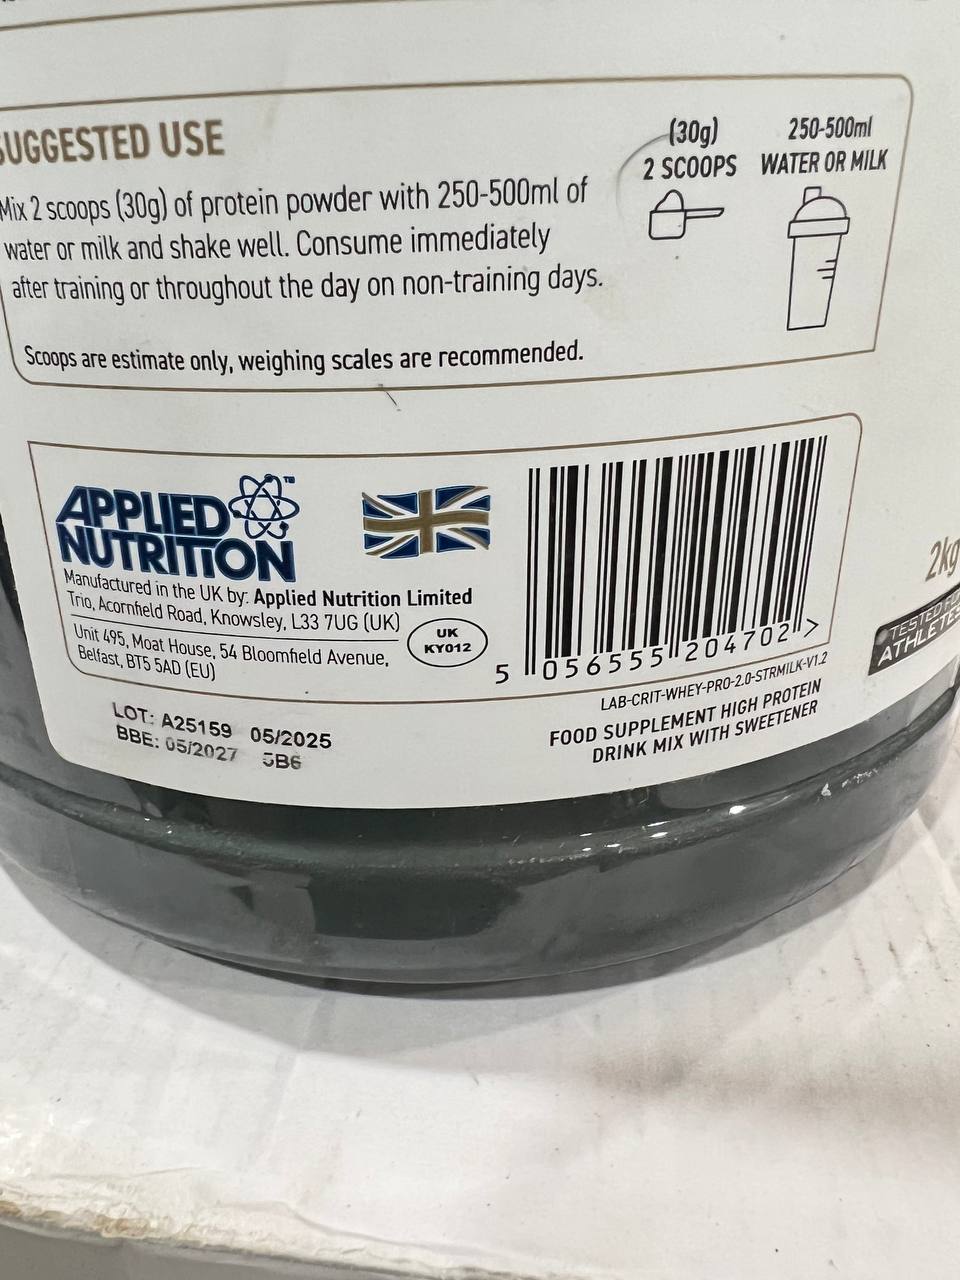 SUGGESTED USE
Mix 2 scoops (30g) of protein powder with 250-500ml of
water or milk and shake well. Consume immediately
after training or throughout the day on non-training days.
Scoops are estimate only, weighing scales are recommended.
(30g)
2 SCOOPS
250-500ml
WATER OR MILK
APPLIED
NUTRITION
™
Manufactured in the UK by: Applied Nutrition Limited
Trio, Acornfield Road, Knowsley, L33 7UG (UK)
Unit 495, Moat House, 54 Bloomfield Avenue,
Belfast, BT5 5AD (EU)
UK
KY012
5 056555 204702 >
LAB-CRIT-WHEY-PRO-2.0-STRMILK-V1.2
FOOD SUPPLEMENT HIGH PROTEIN
DRINK MIX WITH SWEETENER
LOT: A25159 05/2025
BBE: 05/2027 5B6
2kg
TESTED FOR
ATHLETES